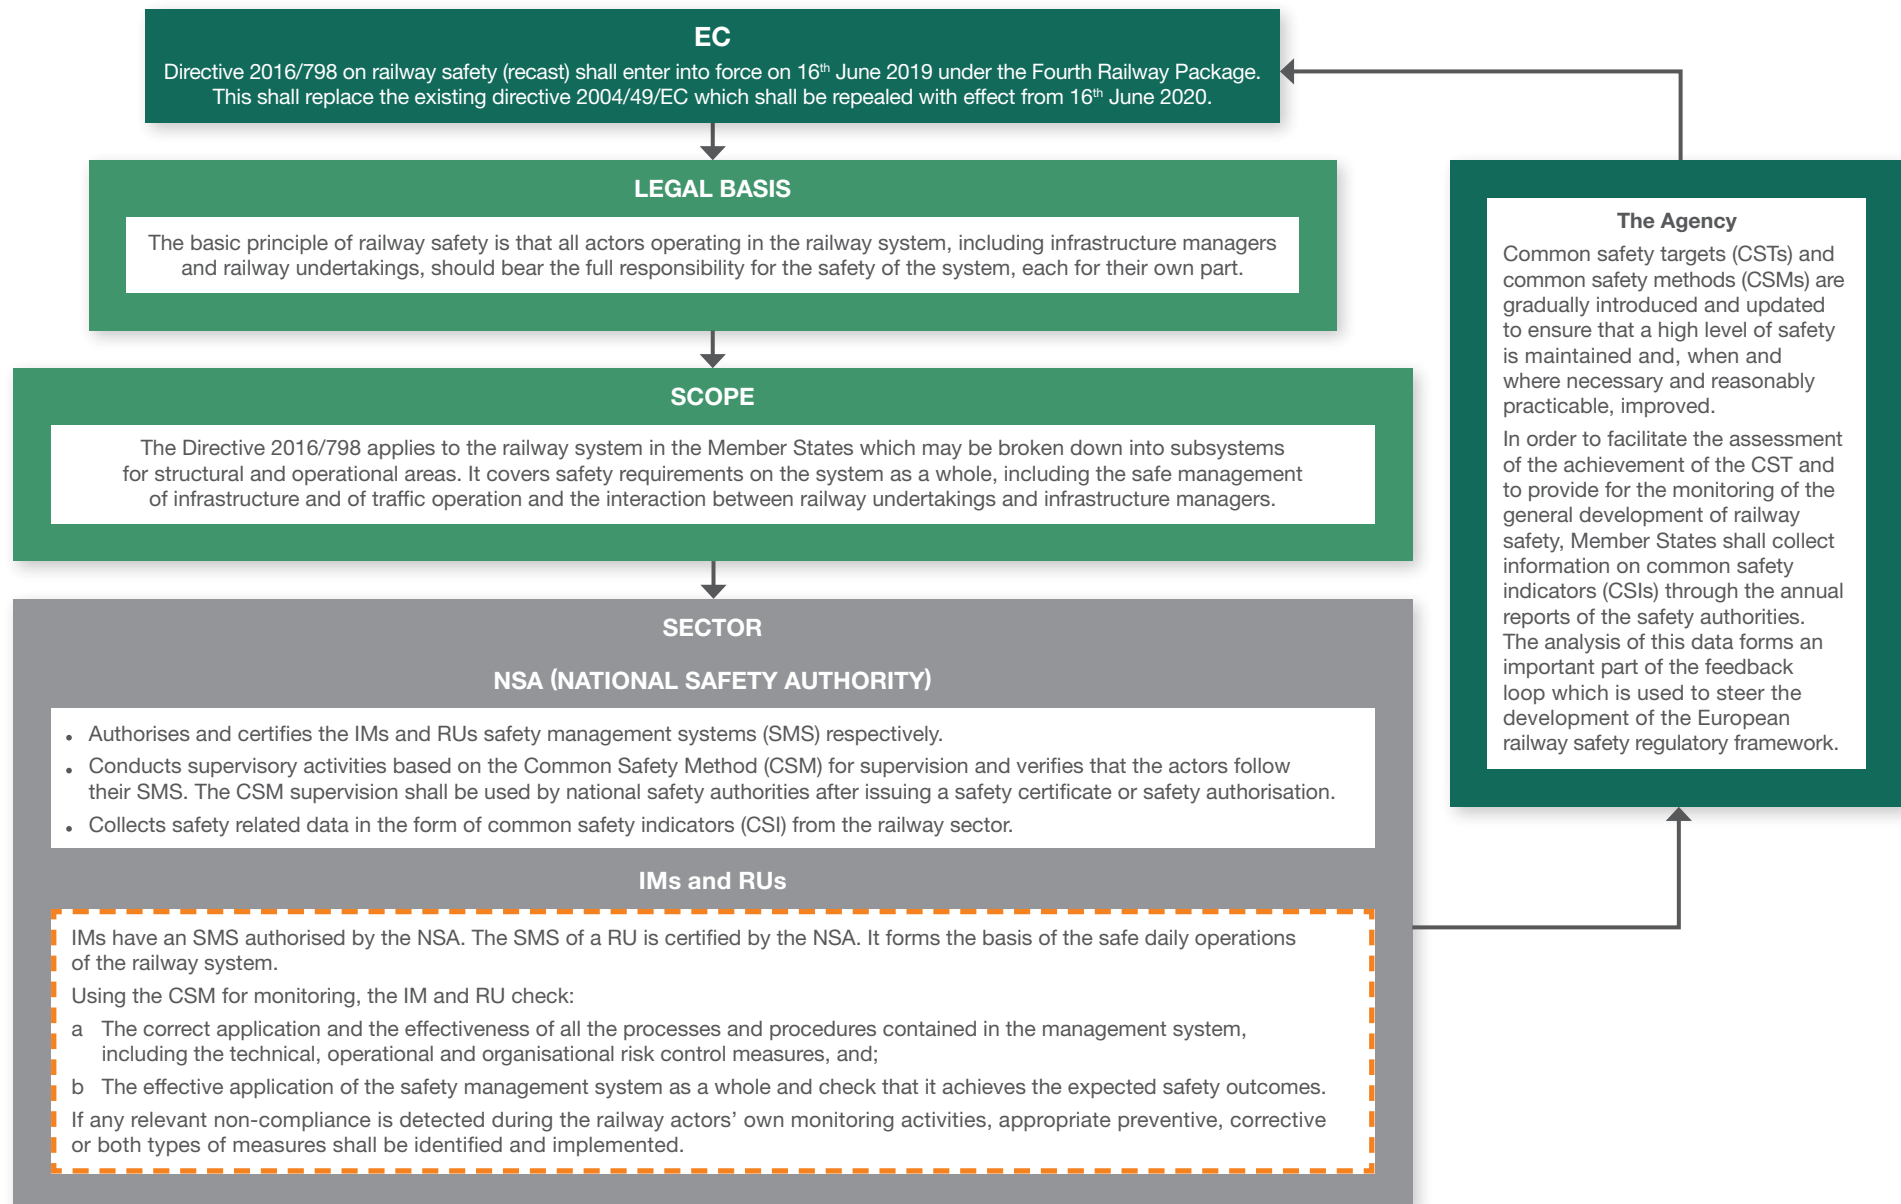 EC
Directive 2016/798 on railway safety (recast) shall enter into force on 16th June 2019 under the Fourth Railway Package.
This shall replace the existing directive 2004/49/EC which shall be repealed with effect from 16th June 2020.
LEGAL BASIS
The basic principle of railway safety is that all actors operating in the railway system, including infrastructure managers
and railway undertakings, should bear the full responsibility for the safety of the system, each for their own part.
SCOPE
The Directive 2016/798 applies to the railway system in the Member States which may be broken down into subsystems
for structural and operational areas. It covers safety requirements on the system as a whole, including the safe management
of infrastructure and of traffic operation and the interaction between railway undertakings and infrastructure managers.
SECTOR
NSA (NATIONAL SAFETY AUTHORITY)
• Authorises and certifies the IMs and RUs safety management systems (SMS) respectively.
• Conducts supervisory activities based on the Common Safety Method (CSM) for supervision and verifies that the actors follow
their SMS. The CSM supervision shall be used by national safety authorities after issuing a safety certificate or safety authorisation.
• Collects safety related data in the form of common safety indicators (CSI) from the railway sector.
IMs and RUs
IMs have an SMS authorised by the NSA. The SMS of a RU is certified by the NSA. It forms the basis of the safe daily operations
of the railway system.
Using the CSM for monitoring, the IM and RU check:
a The correct application and the effectiveness of all the processes and procedures contained in the management system,
including the technical, operational and organisational risk control measures, and;
b The effective application of the safety management system as a whole and check that it achieves the expected safety outcomes.
If any relevant non-compliance is detected during the railway actors’ own monitoring activities, appropriate preventive, corrective
or both types of measures shall be identified and implemented.
The Agency
Common safety targets (CSTs) and
common safety methods (CSMs) are
gradually introduced and updated
to ensure that a high level of safety
is maintained and, when and
where necessary and reasonably
practicable, improved.
In order to facilitate the assessment
of the achievement of the CST and
to provide for the monitoring of the
general development of railway
safety, Member States shall collect
information on common safety
indicators (CSIs) through the annual
reports of the safety authorities.
The analysis of this data forms an
important part of the feedback
loop which is used to steer the
development of the European
railway safety regulatory framework.